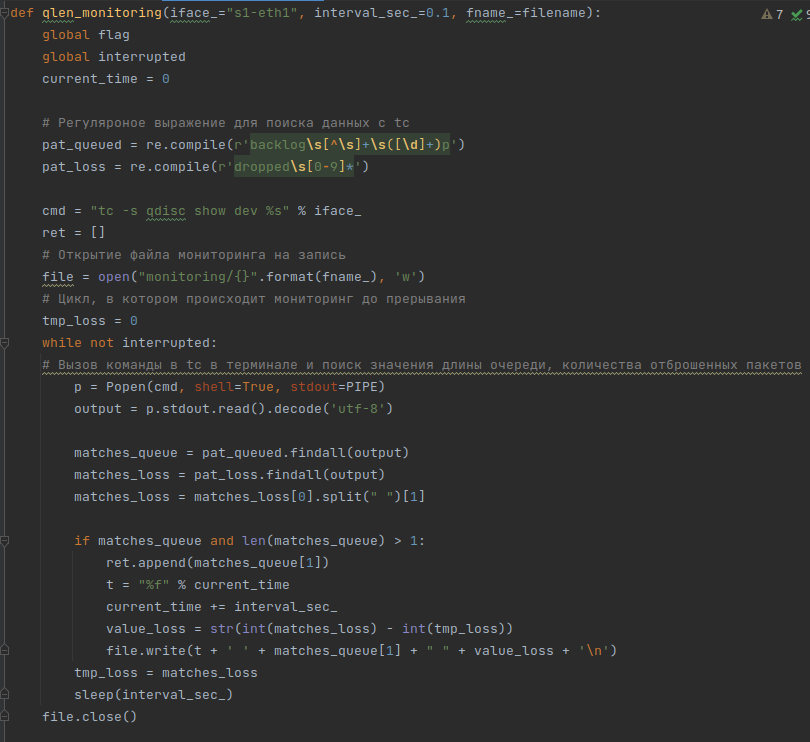 def qlen_monitoring(iface_="s1-eth1", interval_sec_=0.1, fname_=filename):
7
    global flag
    global interrupted
    current_time = 0
    # Регуляроное выражение для поиска данных с tc
    pat_queued = re.compile(r'backlog\s[^\s]+\s([\d]+)p')
    pat_loss = re.compile(r'dropped\s[0-9]*')
    cmd = "tc -s qdisc show dev %s" % iface_
    ret = []
    # Открытие файла мониторинга на запись
    file = open("monitoring/{}".format(fname_), 'w')
    # Цикл, в котором происходит мониторинг до прерывания
    tmp_loss = 0
    while not interrupted:
    # Вызов команды в tc в терминале и поиск значения длины очереди, количества отброшенных пакетов
        p = Popen(cmd, shell=True, stdout=PIPE)
        output = p.stdout.read().decode('utf-8')
        matches_queue = pat_queued.findall(output)
        matches_loss = pat_loss.findall(output)
        matches_loss = matches_loss[0].split(" ")[1]
        if matches_queue and len(matches_queue) > 1:
            ret.append(matches_queue[1])
            t = "%f" % current_time
            current_time += interval_sec_
            value_loss = str(int(matches_loss) - int(tmp_loss))
            file.write(t + ' ' + matches_queue[1] + " " + value_loss + '\n')
        tmp_loss = matches_loss
        sleep(interval_sec_)
    file.close()